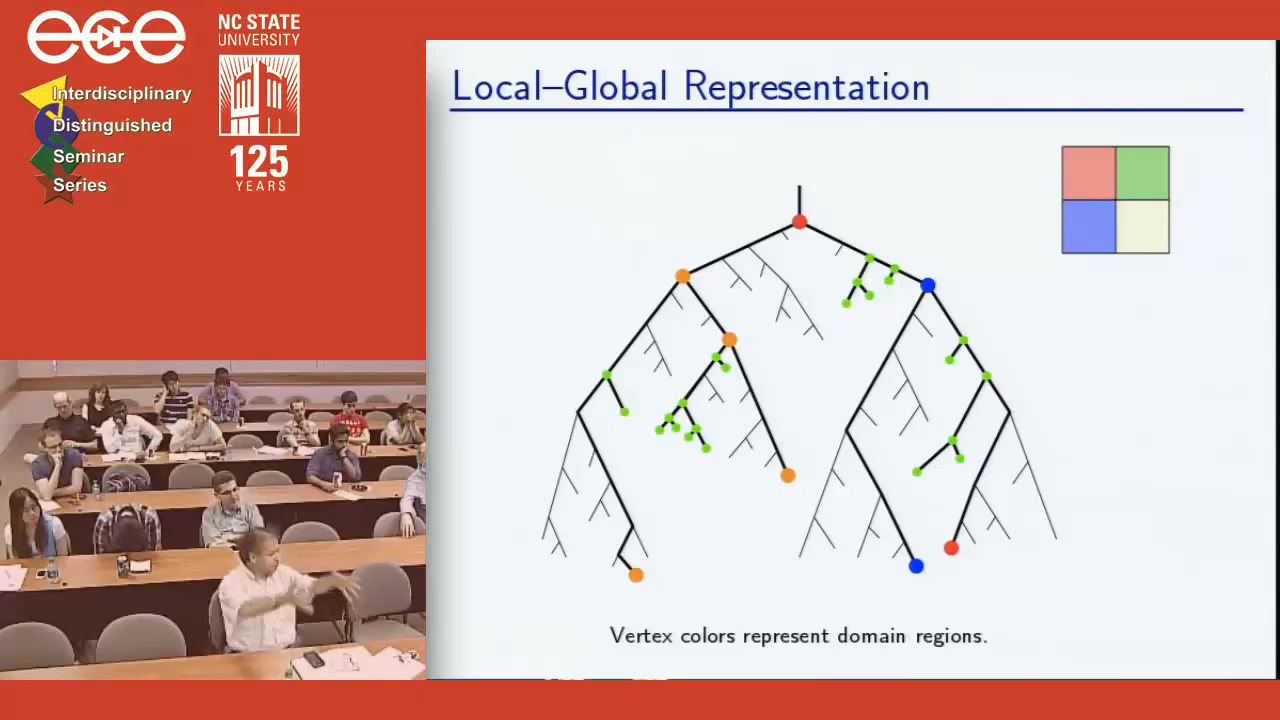 ece
Interdisciplinary
Distinguished
Seminar
Series
NC STATE
UNIVERSITY
125
YEARS
Local–Global Representation
Vertex colors represent domain regions.